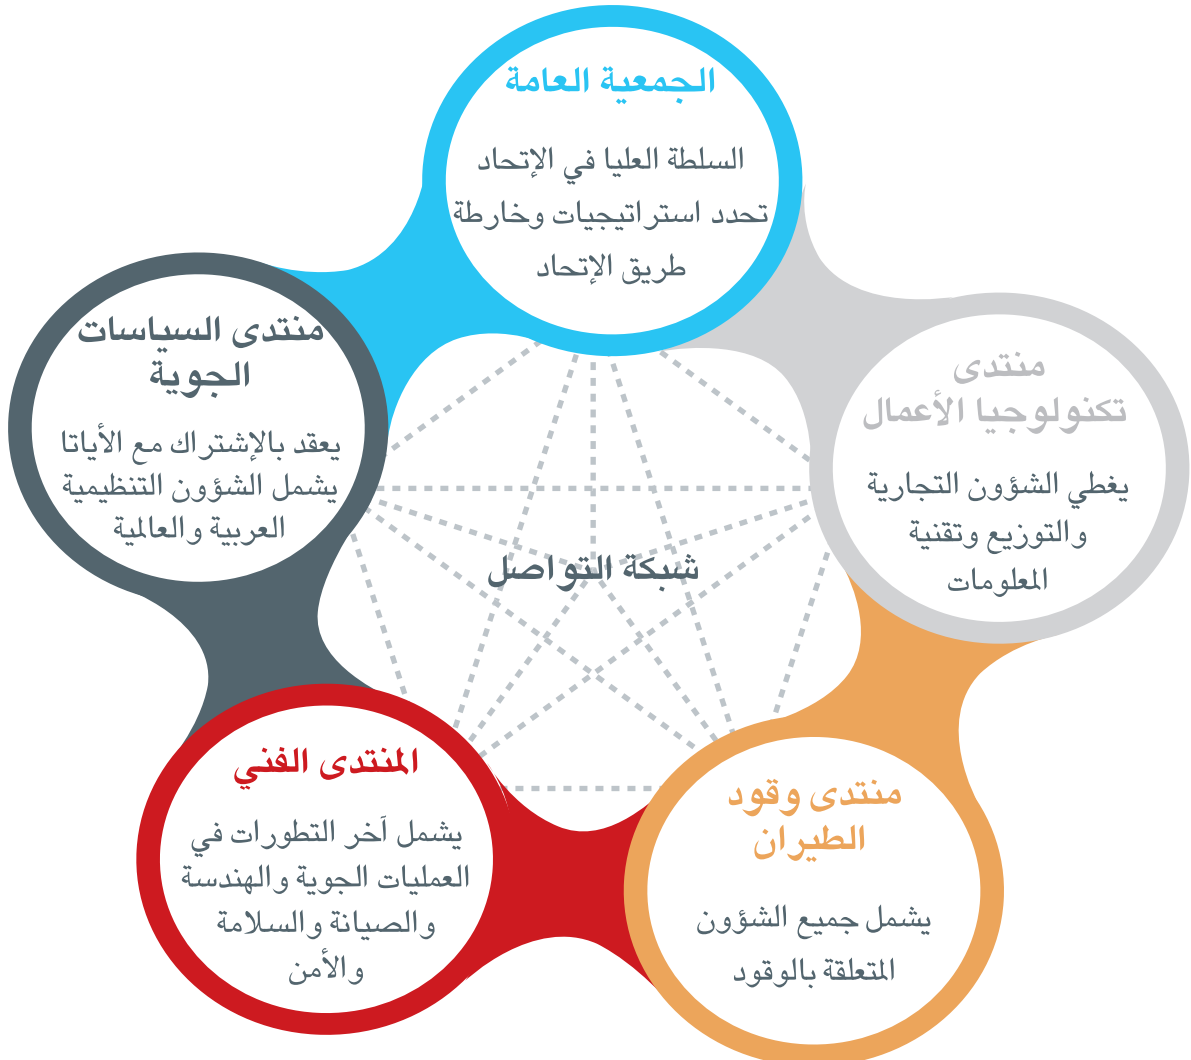 الجمعية العامة
السلطة العليا في الإتحاد
تحدد استراتيجيات وخارطة
طريق الإتحاد
منتدى
تكنولوجيا الأعمال
يغطي الشؤون التجارية
والتوزيع وتقنية
المعلومات
منتدى السياسات
الجوية
يعقد بالإشتراك مع الأياتا
يشمل الشؤون التنظيمية
العربية والعالمية
شبكة التواصل
منتدى وقود
الطيران
يشمل جميع الشؤون
المتعلقة بالوقود
المنتدى الفني
يشمل آخر التطورات في
العمليات الجوية والهندسة
والصيانة والسلامة
والأمن